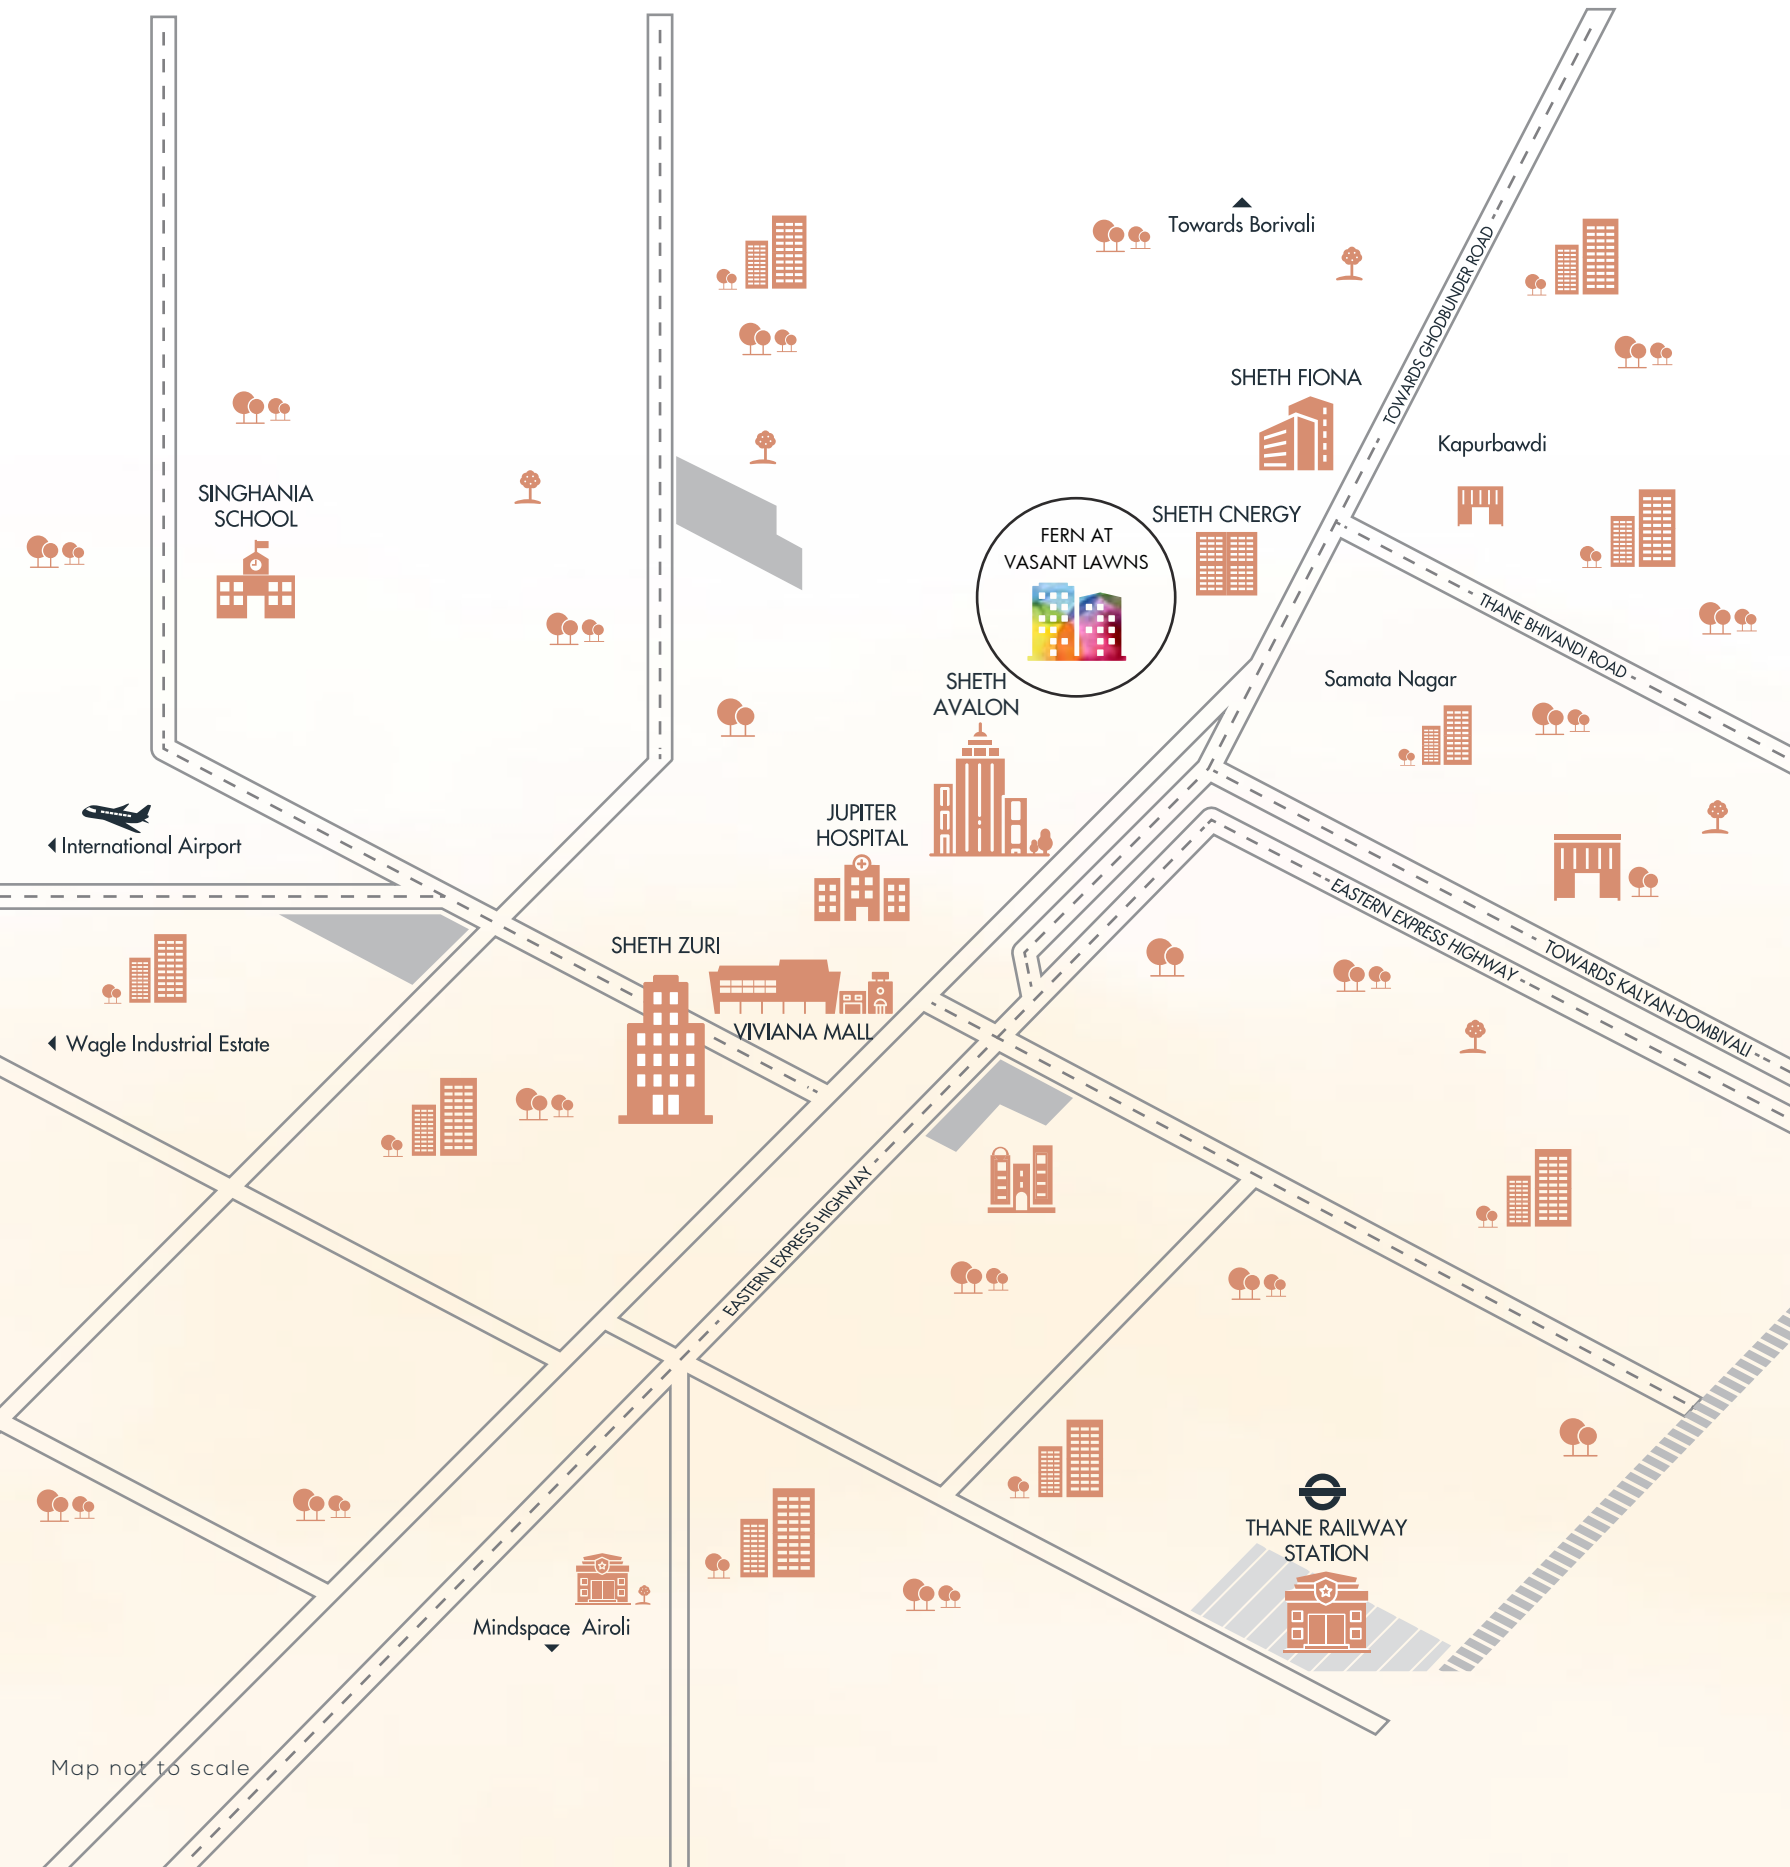 Towards Borivali
TOWARDS GHODBUNDER ROAD
SHETH FIONA
Kapurbawdi
SINGHANIA
SCHOOL
SHETH CNERGY
FERN AT
VASANT LAWNS
THANE BHIVANDI ROAD
SHETH
AVALON
Samata Nagar
JUPITER
HOSPITAL
International Airport
EASTERN EXPRESS HIGHWAY
TOWARDS KALYAN-DOMBIVALI
SHETH ZURI
VIVIANA MALL
Wagle Industrial Estate
EASTERN EXPRESS HIGHWAY
THANE RAILWAY
STATION
Mindspace Airoli
Map not to scale